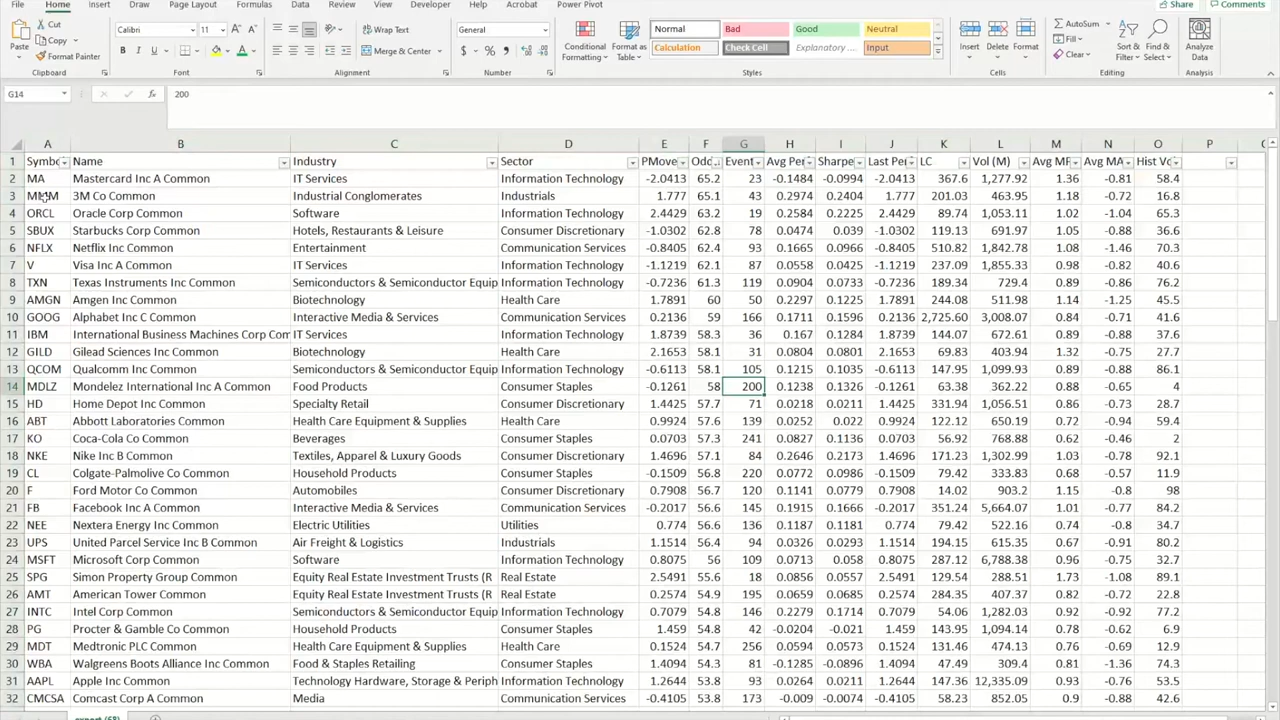 File Home Insert Draw Page Layout Formulas Data Review View Developer Help Acrobat Power Pivot Share Comments
Paste Cut Copy Format Painter Clipboard
Calibri 11 B I U A A A Font
Wrap Text Merge & Center Alignment
General $ % , Number
Conditional Formatting Format as Table
Normal Bad Good Neutral
Calculation Check Cell Explanatory ... Input
Styles
Insert Delete Format Cells
AutoSum Fill Clear Sort & Filter Find & Select Editing
Analyze Data Analysis
G14 fx 200
A B C D E F G H I J K L M N O P
1 Symbo Name Industry Sector PMove Odd Event Avg Per Sharpe Last Per LC Vol (M) Avg MF Avg MA Hist Vo
2 MA Mastercard Inc A Common IT Services Information Technology -2.0413 65.2 23 -0.1484 -0.0994 -2.0413 367.6 1,277.92 1.36 -0.81 58.4
3 MMM 3M Co Common Industrial Conglomerates Industrials 1.777 65.1 43 0.2974 0.2404 1.777 201.03 463.95 1.18 -0.72 16.8
4 ORCL Oracle Corp Common Software Information Technology 2.4429 63.2 19 0.2584 0.2225 2.4429 89.74 1,053.11 1.02 -1.04 65.3
5 SBUX Starbucks Corp Common Hotels, Restaurants & Leisure Consumer Discretionary -1.0302 62.8 78 0.0474 0.039 -1.0302 119.13 691.97 1.05 -0.88 36.6
6 NFLX Netflix Inc Common Entertainment Communication Services -0.8405 62.4 93 0.1665 0.0966 -0.8405 510.82 1,842.78 1.08 -1.46 70.3
7 V Visa Inc A Common IT Services Information Technology -1.1219 62.1 87 0.0558 0.0425 -1.1219 237.09 1,855.33 0.98 -0.82 40.6
8 TXN Texas Instruments Inc Common Semiconductors & Semiconductor Equip Information Technology -0.7236 61.3 119 0.0904 0.0733 -0.7236 189.34 729.4 0.89 -0.86 76.2
9 AMGN Amgen Inc Common Biotechnology Health Care 1.7891 60 50 0.2297 0.2225 1.7891 244.08 511.98 1.14 -1.25 45.5
10 GOOG Alphabet Inc C Common Interactive Media & Services Communication Services 0.2136 59 166 0.1711 0.1596 0.2136 2,725.60 3,008.07 0.84 -0.71 41.6
11 IBM International Business Machines Corp Com IT Services Information Technology 1.8739 58.3 36 0.167 0.1284 1.8739 144.07 672.61 0.89 -0.88 37.6
12 GILD Gilead Sciences Inc Common Biotechnology Health Care 2.1653 58.1 31 0.0804 0.0801 2.1653 69.83 403.94 1.32 -0.75 27.7
13 QCOM Qualcomm Inc Common Semiconductors & Semiconductor Equip Information Technology -0.6113 58.1 105 0.1215 0.1035 -0.6113 147.95 1,099.93 0.91 -0.88 86.1
14 MDLZ Mondelez International Inc A Common Food Products Consumer Staples -0.1261 58 200 0.1238 0.1326 -0.1261 63.38 362.22 0.88 -0.65 4
15 HD Home Depot Inc Common Specialty Retail Consumer Discretionary 1.4425 57.7 71 0.0218 0.0211 1.4425 331.94 1,056.51 0.86 -0.73 28.7
16 ABT Abbott Laboratories Common Health Care Equipment & Supplies Health Care 0.9924 57.6 139 0.0252 0.022 0.9924 122.12 650.19 0.72 -0.94 59.4
17 KO Coca-Cola Co Common Beverages Consumer Staples 0.0703 57.3 241 0.0827 0.1136 0.0703 56.92 768.88 0.62 -0.46 2
18 NKE Nike Inc B Common Textiles, Apparel & Luxury Goods Consumer Discretionary 1.4696 57.1 84 0.2646 0.2173 1.4696 171.23 1,302.99 1.03 -0.78 92.1
19 CL Colgate-Palmolive Co Common Household Products Consumer Staples -0.1509 56.8 220 0.0772 0.0986 -0.1509 79.42 333.83 0.68 -0.57 11.9
20 F Ford Motor Co Common Automobiles Consumer Discretionary 0.7908 56.7 120 0.1141 0.0779 0.7908 14.02 903.2 1.15 -0.8 98
21 FB Facebook Inc A Common Interactive Media & Services Communication Services -0.2017 56.6 145 0.1915 0.1666 -0.2017 351.24 5,664.07 1.01 -0.77 84.2
22 NEE Nextera Energy Inc Common Electric Utilities Utilities 0.774 56.6 136 0.1187 0.1181 0.774 79.42 522.16 0.74 -0.8 34.7
23 UPS United Parcel Service Inc B Common Air Freight & Logistics Industrials 1.1514 56.4 94 0.0326 0.0293 1.1514 194.15 615.35 0.67 -0.91 80.2
24 MSFT Microsoft Corp Common Software Information Technology 0.8075 56 109 0.0713 0.058 0.8075 287.12 6,788.38 0.96 -0.75 32.7
25 SPG Simon Property Group Common Equity Real Estate Investment Trusts (R Real Estate 2.5491 55.6 18 0.0856 0.0557 2.5491 129.54 288.51 1.73 -1.08 89.1
26 AMT American Tower Common Equity Real Estate Investment Trusts (R Real Estate 0.9591 54.9 195 0.0659 0.0685 0.9591 284.35 407.37 0.82 -0.72 22.8
27 INTC Intel Corp Common Semiconductors & Semiconductor Equip Information Technology 0.7079 54.8 146 0.2279 0.1514 0.7079 54.06 1,282.03 0.92 -0.92 77.2
28 PG Procter & Gamble Co Common Household Products Consumer Staples 1.459 54.8 42 -0.0204 -0.021 1.459 143.95 1,094.14 0.78 -0.62 6.9
29 MDT Medtronic PLC Common Health Care Equipment & Supplies Health Care 0.1524 54.7 256 0.0594 0.0573 0.1524 131.46 474.13 0.76 -0.69 12.9
30 WBA Walgreens Boots Alliance Inc Common Food & Staples Retailing Consumer Staples 1.4094 54.3 81 -0.1285 -0.0896 1.4094 47.49 309.4 0.81 -1.36 74.3
31 AAPL Apple Inc Common Technology Hardware, Storage & Periph Information Technology 1.2644 53.8 93 0.0264 0.0211 1.2644 147.36 12,335.09 0.93 -0.76 53.5
32 CMCSA Comcast Corp A Common Media Communication Services -0.4105 53.8 173 -0.009 -0.0074 -0.4105 58.23 852.05 0.9 -0.88 42.6
export (68)